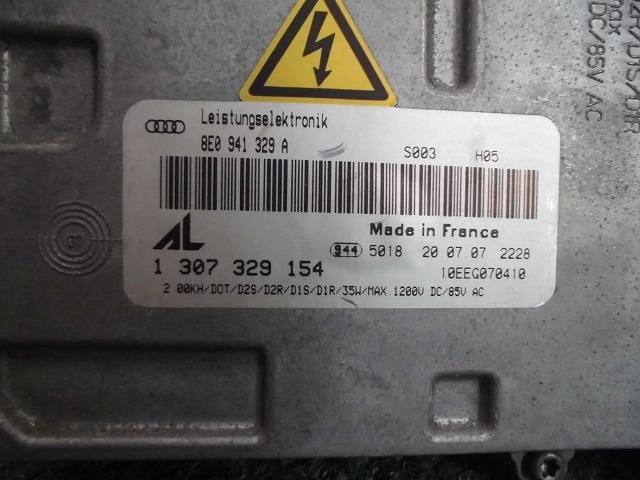 Leistungselektronik
8E0 941 329 A
S003 H05
Made in France
AL
944 5018 20 07.07 2228
1 307 329 154
10EEG070410
2 00KH/DOT/D2S/D2R/D1S/D1R/35W/MAX 1200V DC/85V AC
DC/85V AC